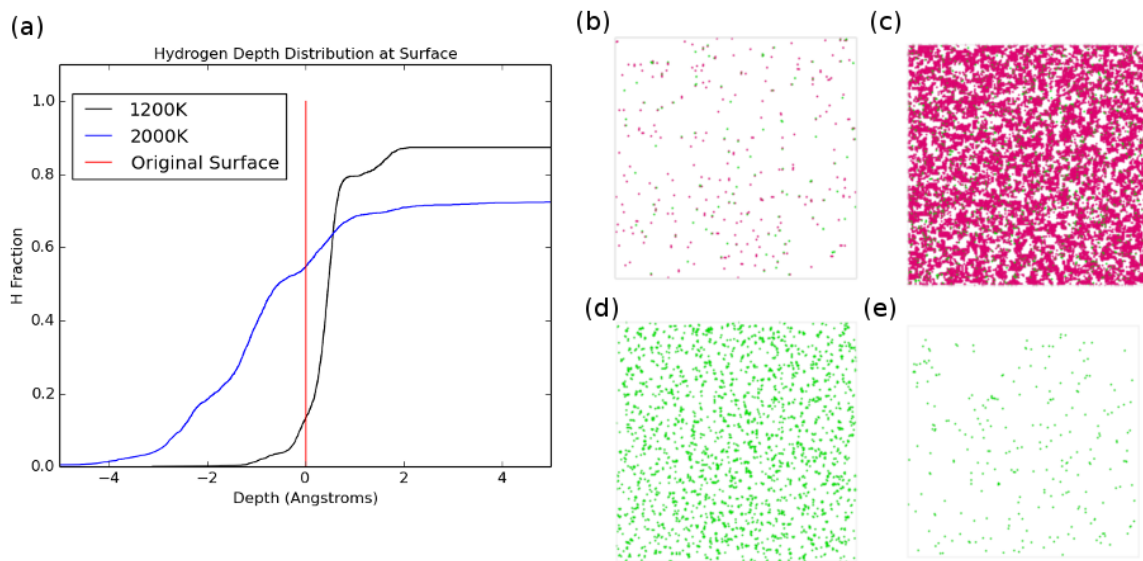 (a)
Hydrogen Depth Distribution at Surface
H Fraction
1.0
0.8
0.6
0.4
0.2
0.0
1200K
2000K
Original Surface
−4
−2
0
2
4
Depth (Angstroms)
(b)
(c)
(d)
(e)